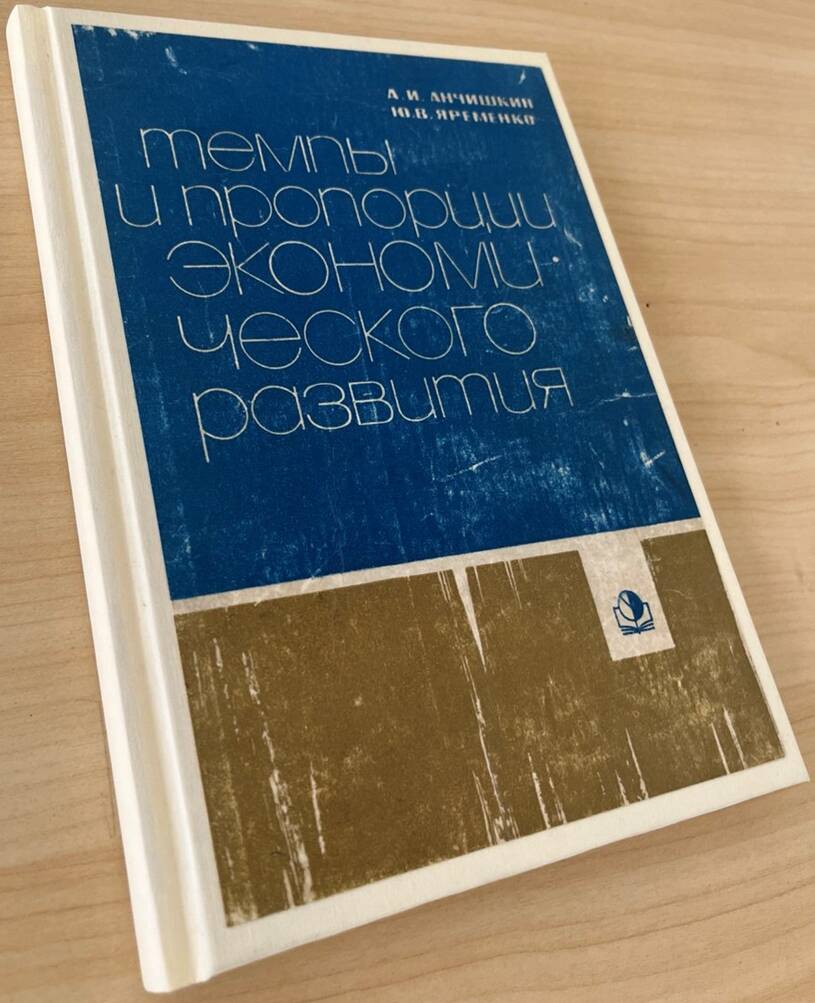 А. И. АНЧИШКИН
Ю. В. ЯРЕМЕНКО
темпы
и пропорции
экономи-
ческого
развития